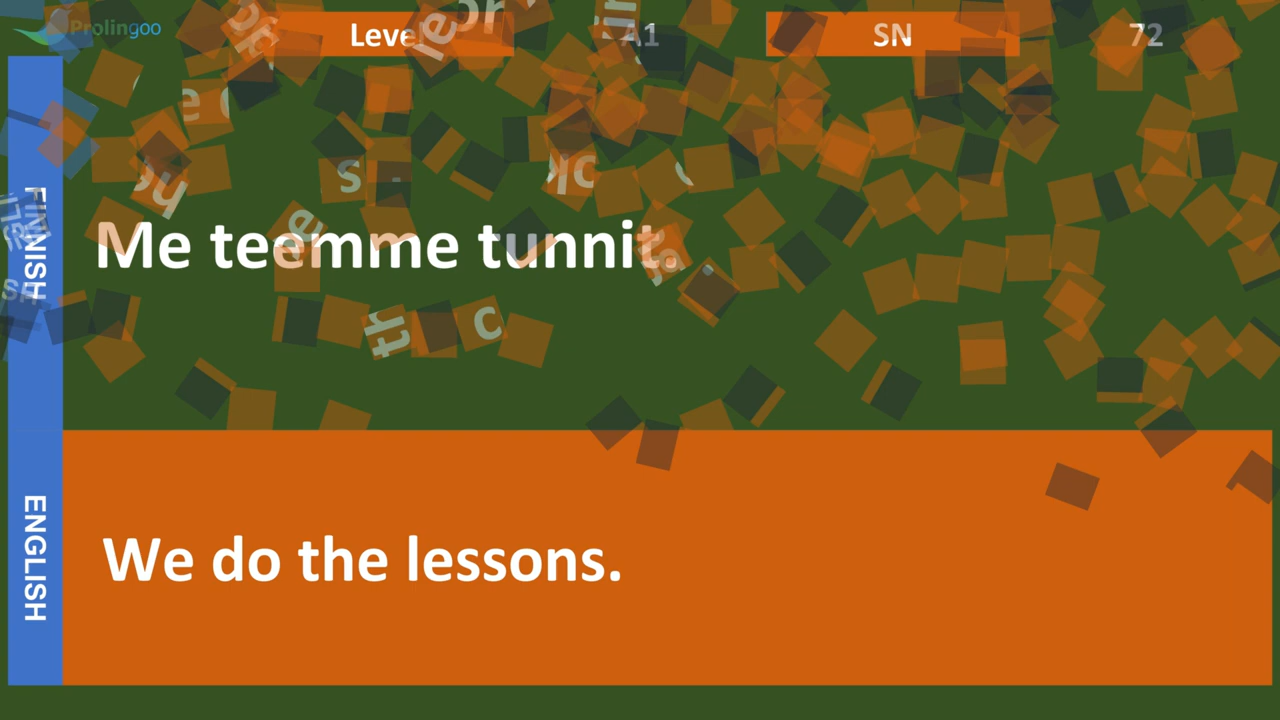 Prolingoo
Level A1 SN 72
FINNISH
Me teemme tunnit.
ENGLISH
We do the lessons.